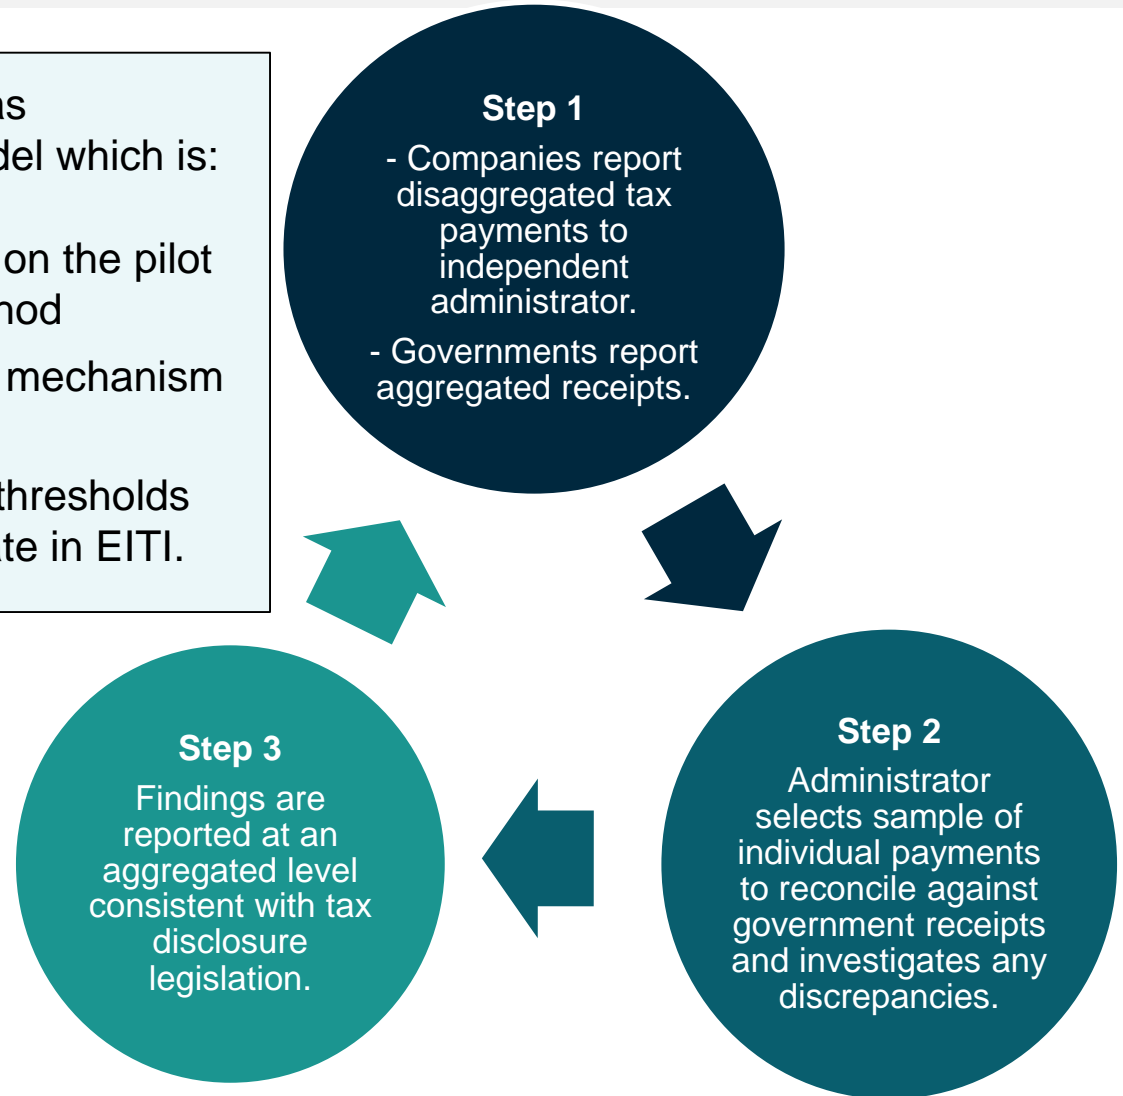 as
del which is:
on the pilot
hod
mechanism
thresholds
ate in EITI.
Step 1
- Companies report
disaggregated tax
payments to
independent
administrator.
- Governments report
aggregated receipts.
Step 2
Administrator
selects sample of
individual payments
to reconcile against
government receipts
and investigates any
discrepancies.
Step 3
Findings are
reported at an
aggregated level
consistent with tax
disclosure
legislation.